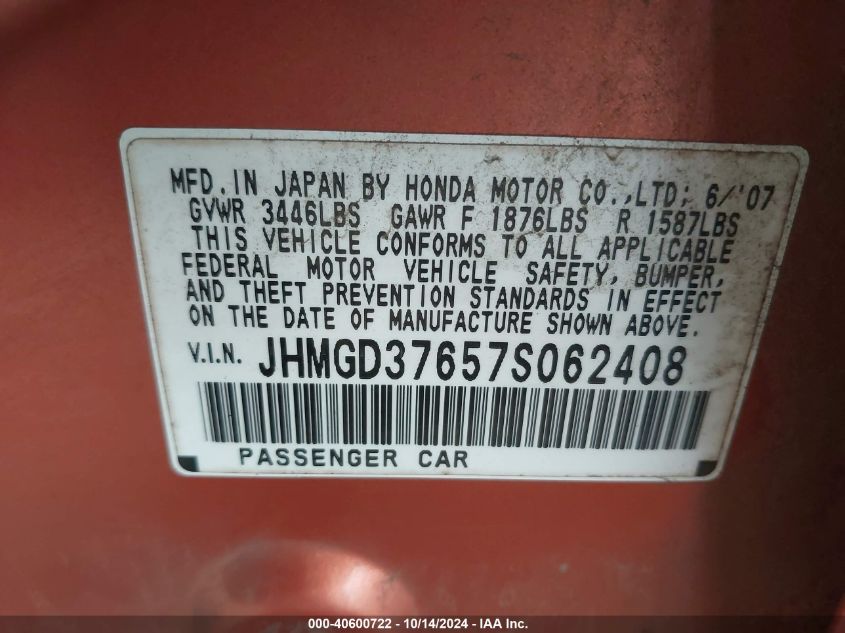 MFD. IN JAPAN BY HONDA MOTOR CO., LTD; 6/'07
GVWR 3446LBS GAWR F 1876LBS R 1587LBS
THIS VEHICLE CONFORMS TO ALL APPLICABLE
FEDERAL MOTOR VEHICLE SAFETY, BUMPER,
AND THEFT PREVENTION STANDARDS IN EFFECT
ON THE DATE OF MANUFACTURE SHOWN ABOVE.
V.I.N. JHMGD37657S062408
PASSENGER CAR
000-40600722 - 10/14/2024 - IAA Inc.